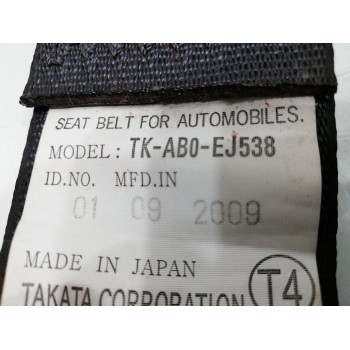 SEAT BELT FOR AUTOMOBILES.
MODEL: TK-AB0-EJ538
ID.NO. MFD.IN
01 09 2009
MADE IN JAPAN
TAKATA CORPORATION T4